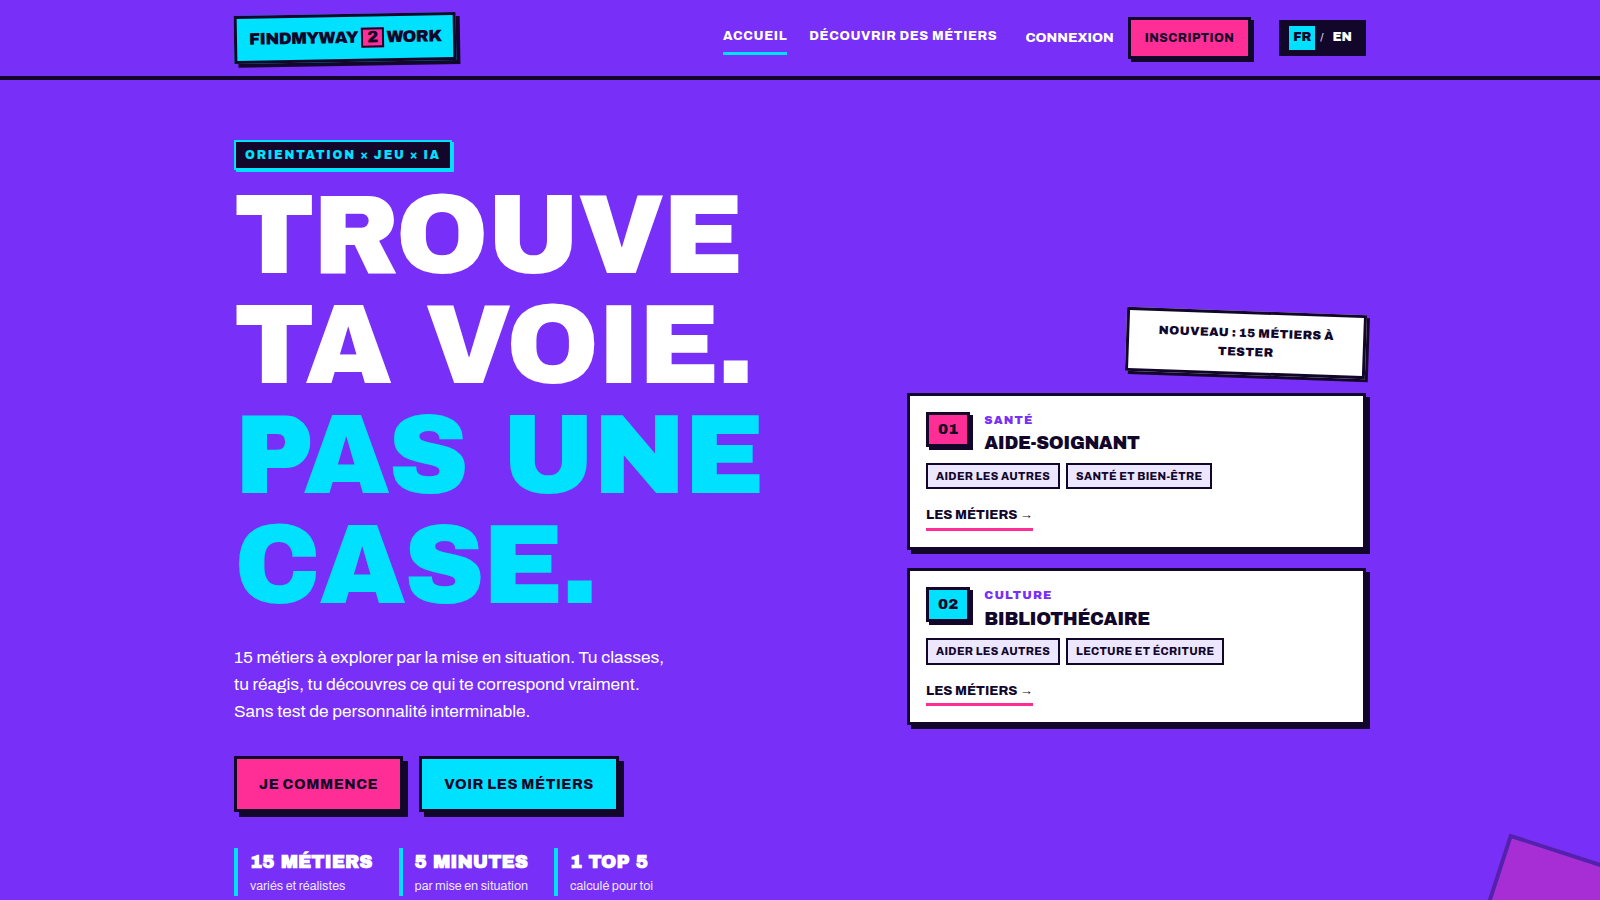 FINDMYWAY 2 WORK
ACCUEIL
DÉCOUVRIR DES MÉTIERS
CONNEXION
INSCRIPTION
FR / EN
ORIENTATION × JEU × IA
TROUVE
TA VOIE.
PAS UNE
CASE.
15 métiers à explorer par la mise en situation. Tu classes,
tu réagis, tu découvres ce qui te correspond vraiment.
Sans test de personnalité interminable.
JE COMMENCE
VOIR LES MÉTIERS
15 MÉTIERS
variés et réalistes
5 MINUTES
par mise en situation
1 TOP 5
calculé pour toi
NOUVEAU : 15 MÉTIERS À
TESTER
01
SANTÉ
AIDE-SOIGNANT
AIDER LES AUTRES
SANTÉ ET BIEN-ÊTRE
LES MÉTIERS →
02
CULTURE
BIBLIOTHÉCAIRE
AIDER LES AUTRES
LECTURE ET ÉCRITURE
LES MÉTIERS →